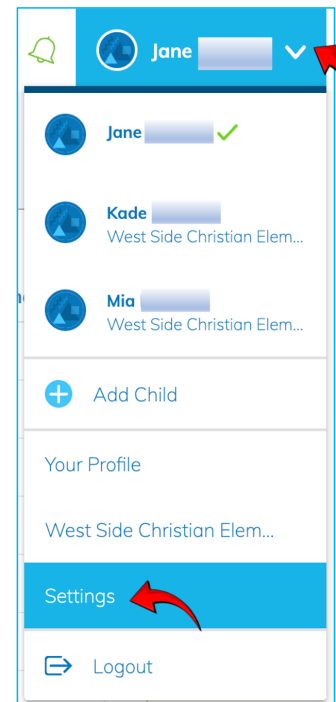 Jane
Jane
Kade
West Side Christian Elem...
Mia
West Side Christian Elem...
Add Child
Your Profile
West Side Christian Elem...
Settings
Logout